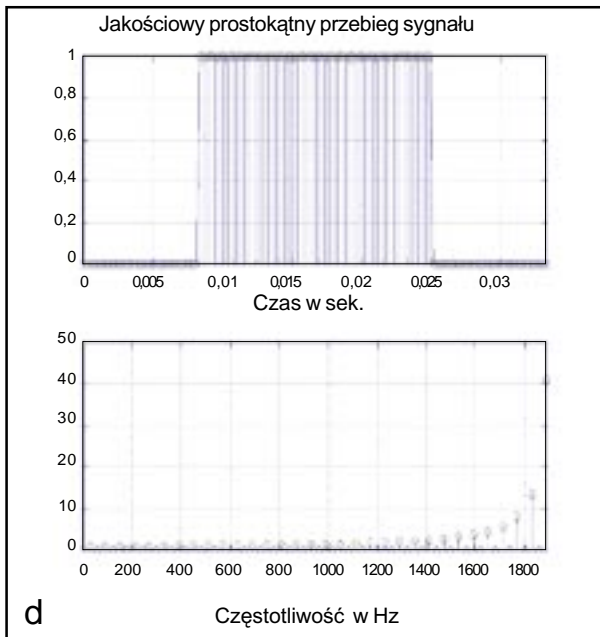 Jakościowy prostokątny przebieg sygnału
1
0,8
0,6
0,4
0,2
0
0 0,005 0,01 0,015 0,02 0,025 0,03
Czas w sek.
50
40
30
20
10
0
0 200 400 600 800 1000 1200 1400 1600 1800
d Częstotliwość w Hz